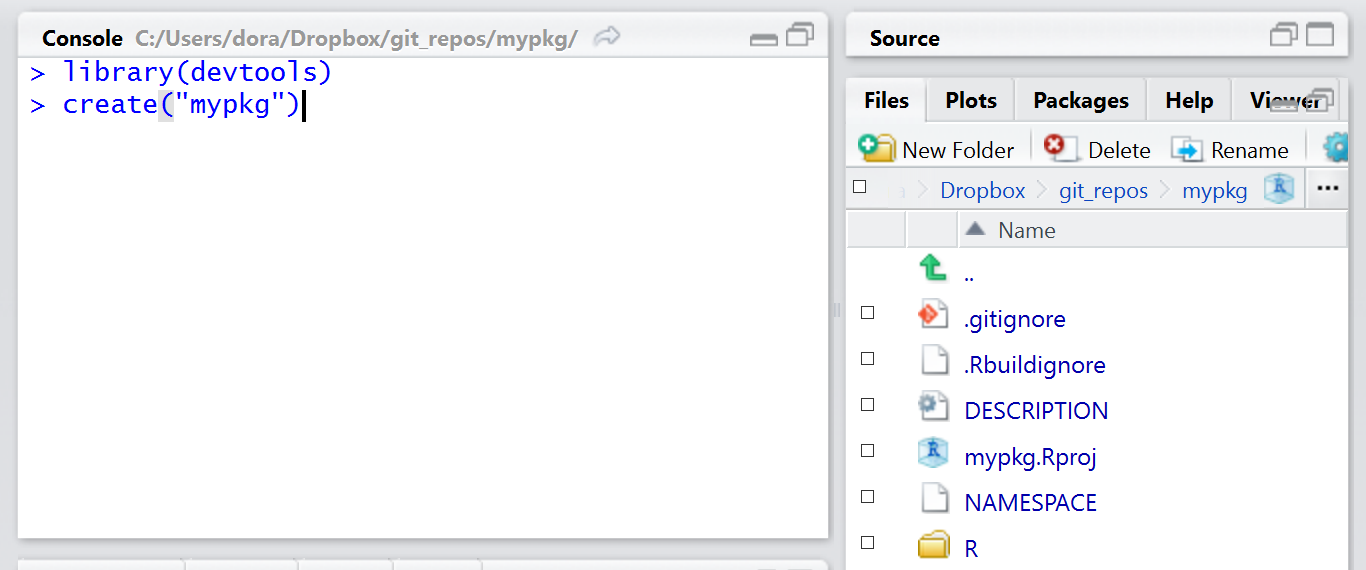 Console C:/Users/dora/Dropbox/git_repos/mypkg/
> library(devtools)
> create("mypkg")
Source
Files Plots Packages Help Viewer
New Folder Delete Rename
Dropbox git_repos mypkg R ...
Name
..
.gitignore
.Rbuildignore
DESCRIPTION
mypkg.Rproj
NAMESPACE
R